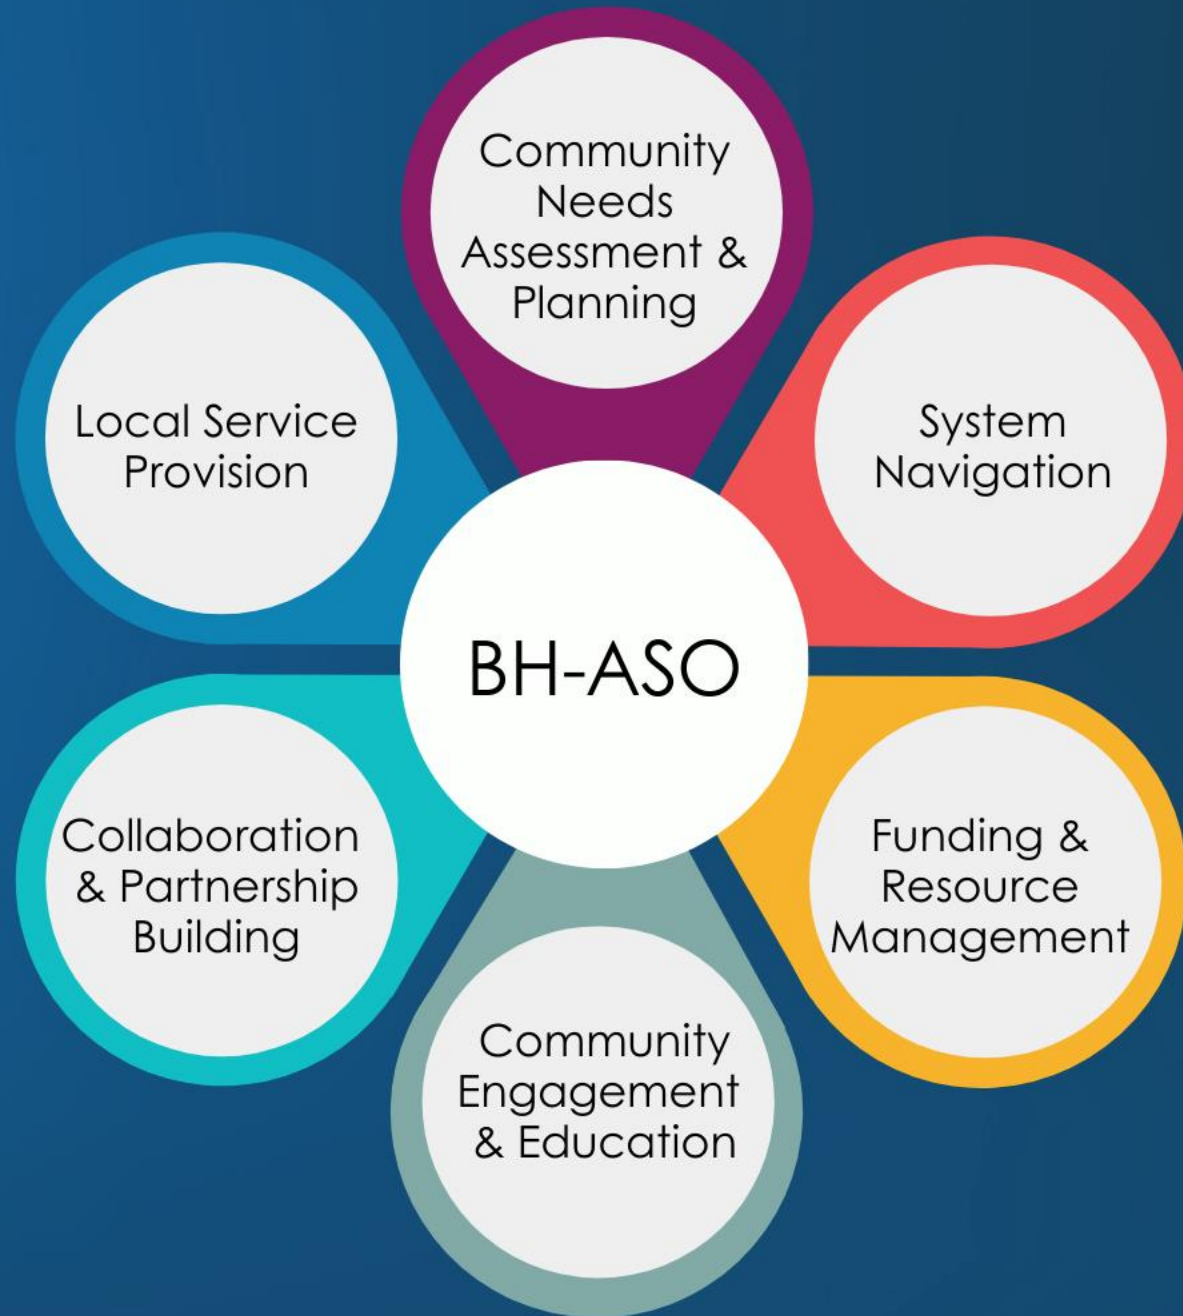 Community
Needs
Assessment &
Planning
System
Navigation
Funding &
Resource
Management
Community
Engagement
& Education
Collaboration
& Partnership
Building
Local Service
Provision
BH-ASO